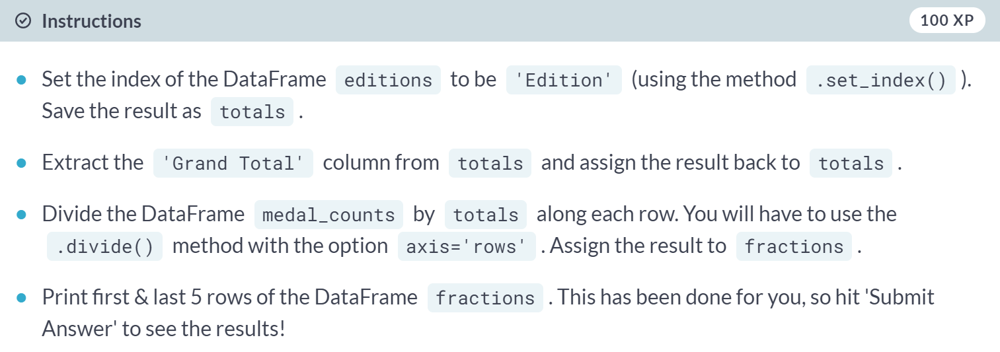 Instructions 100 XP
Set the index of the DataFrame editions to be 'Edition' (using the method .set_index() ).
Save the result as totals .
Extract the 'Grand Total' column from totals and assign the result back to totals .
Divide the DataFrame medal_counts by totals along each row. You will have to use the
.divide() method with the option axis='rows' . Assign the result to fractions .
Print first & last 5 rows of the DataFrame fractions . This has been done for you, so hit 'Submit
Answer' to see the results!